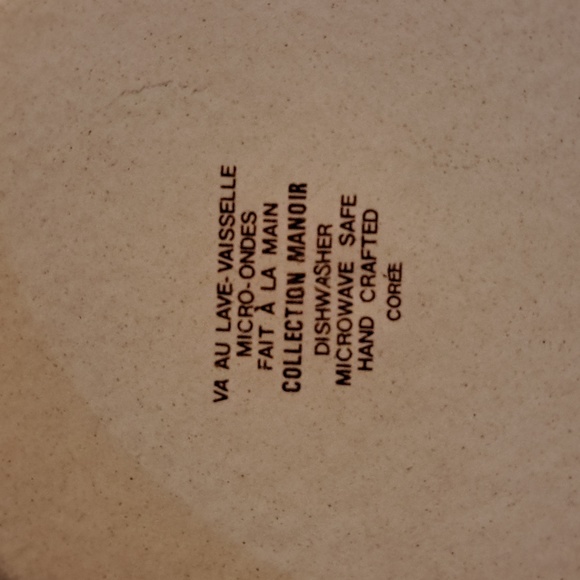 VA AU LAVE-VAISSELLE
MICRO-ONDES
FAIT À LA MAIN
COLLECTION MANOIR
DISHWASHER
MICROWAVE SAFE
HAND CRAFTED
CORÉE